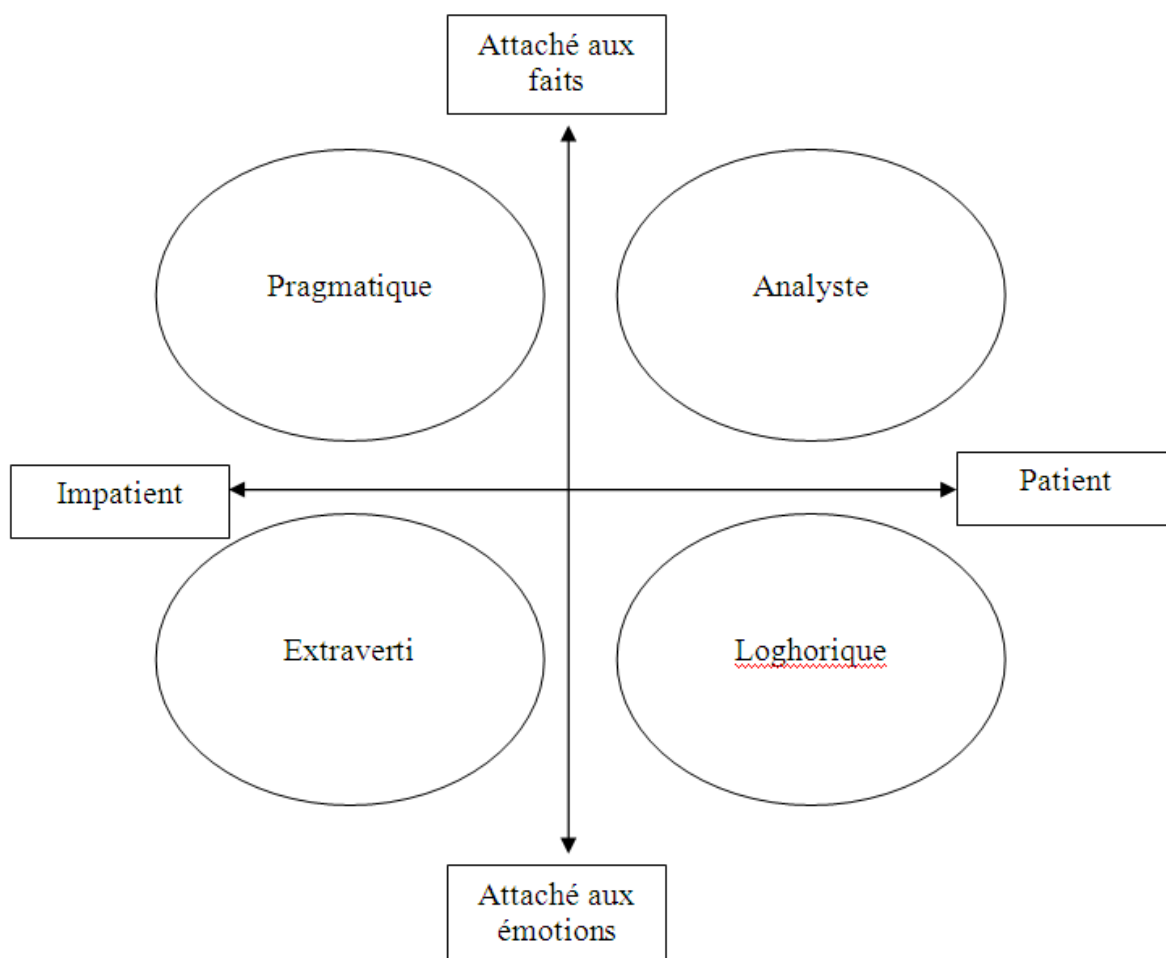 Attaché aux
faits
Pragmatique
Analyste
Impatient
Patient
Extraverti
Loghorique
Attaché aux
émotions